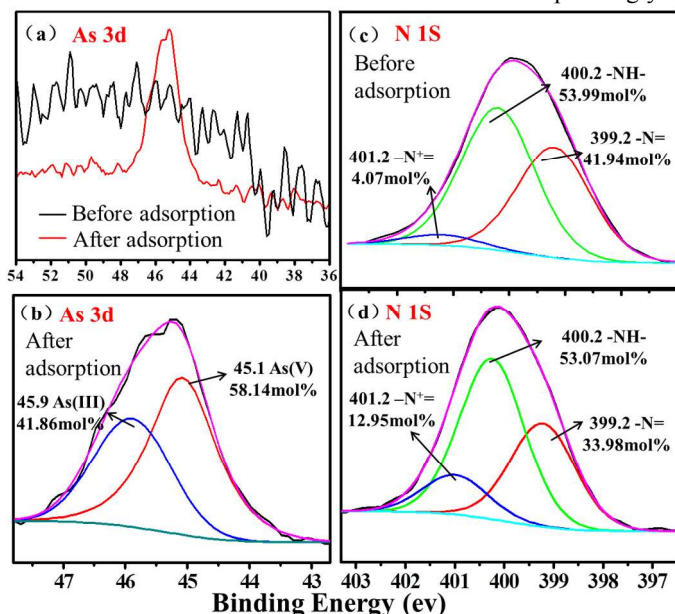 (a) As 3d
Before adsorption
After adsorption
54 52 50 48 46 44 42 40 38 36
(c) N 1S
Before
adsorption
400.2 -NH-
53.99mol%
401.2 –N⁺=
4.07mol%
399.2 -N=
41.94mol%
(b) As 3d
After
adsorption
45.1 As(V)
58.14mol%
45.9 As(III)
41.86mol%
47 46 45 44 43
(d) N 1S
After
adsorption
400.2 -NH-
53.07mol%
401.2 –N⁺=
12.95mol%
399.2 -N=
33.98mol%
403 402 401 400 399 398 397
Binding Energy (ev)